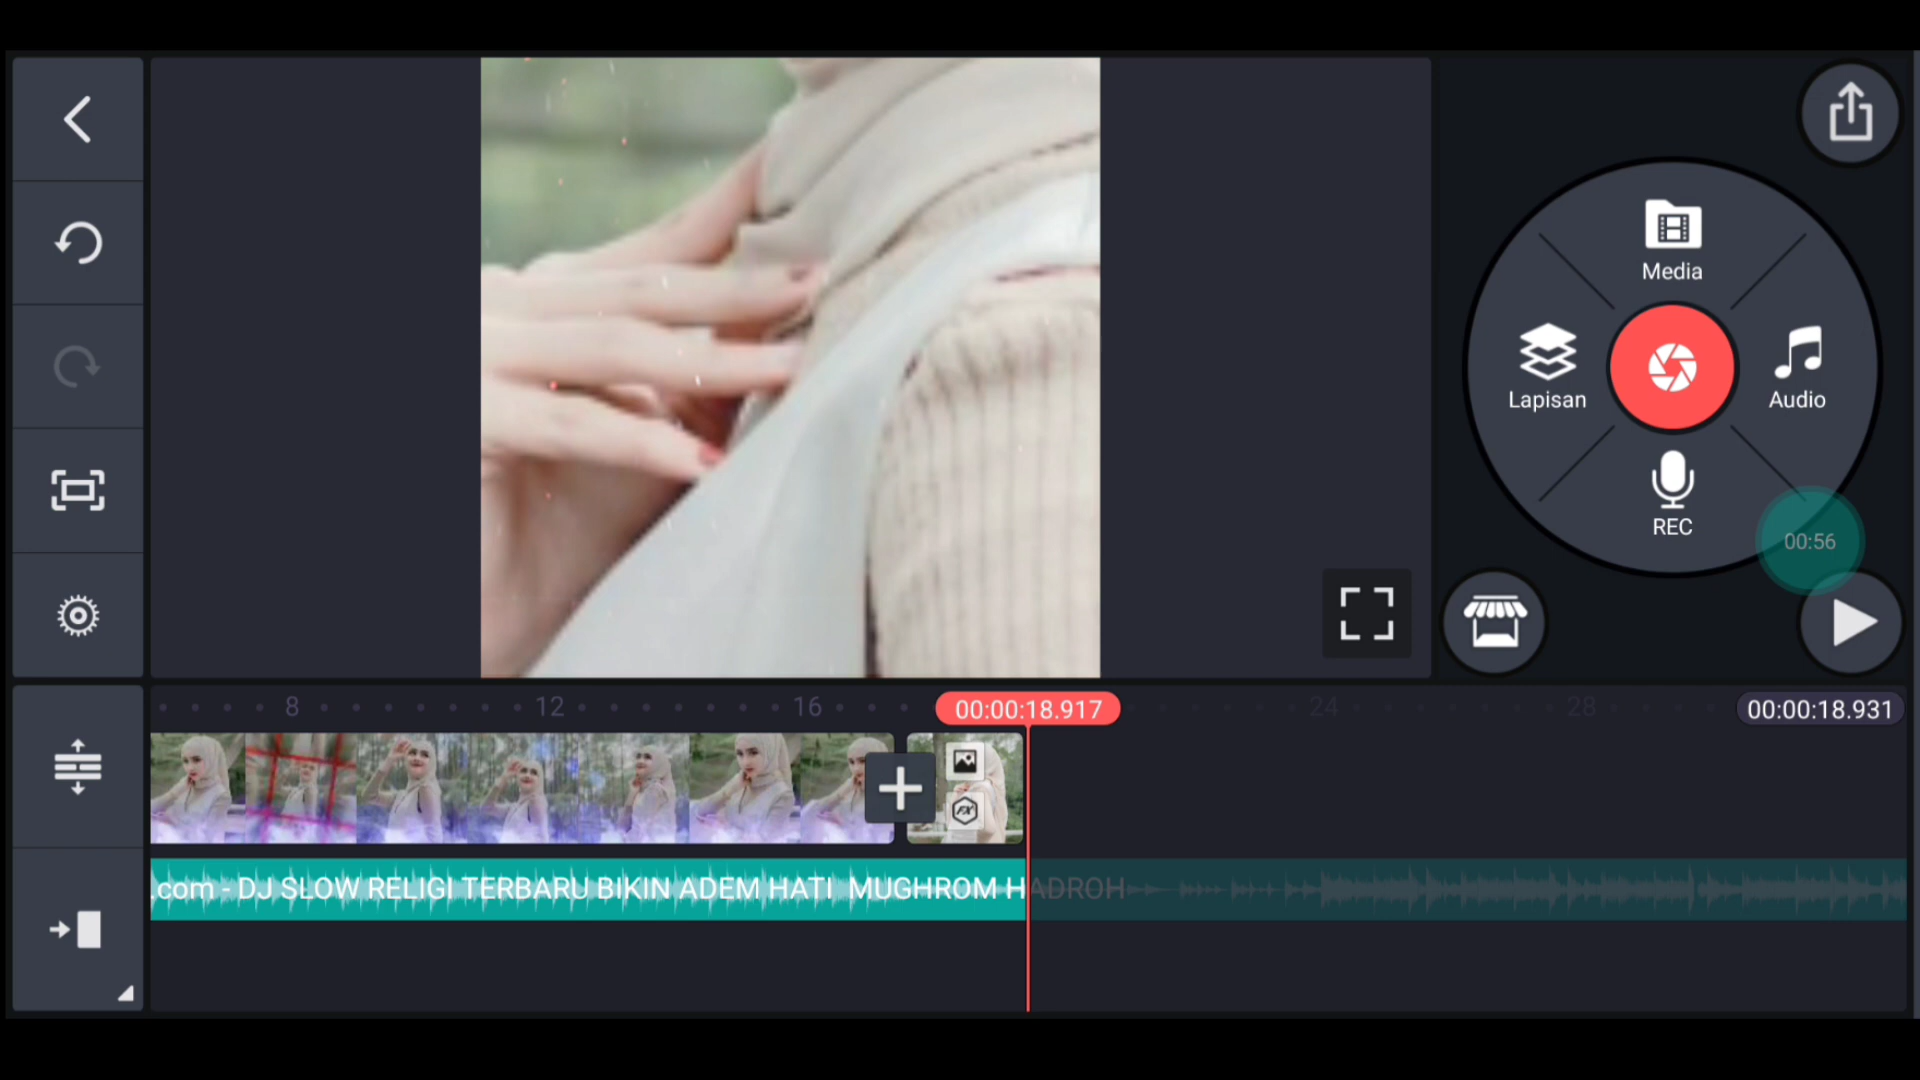 Media
Lapisan
Audio
REC
00:56
8
12
16
00:00:18.917
24
28
00:00:18.931
.com - DJ SLOW RELIGI TERBARU BIKIN ADEM HATI MUGHROM HADROH